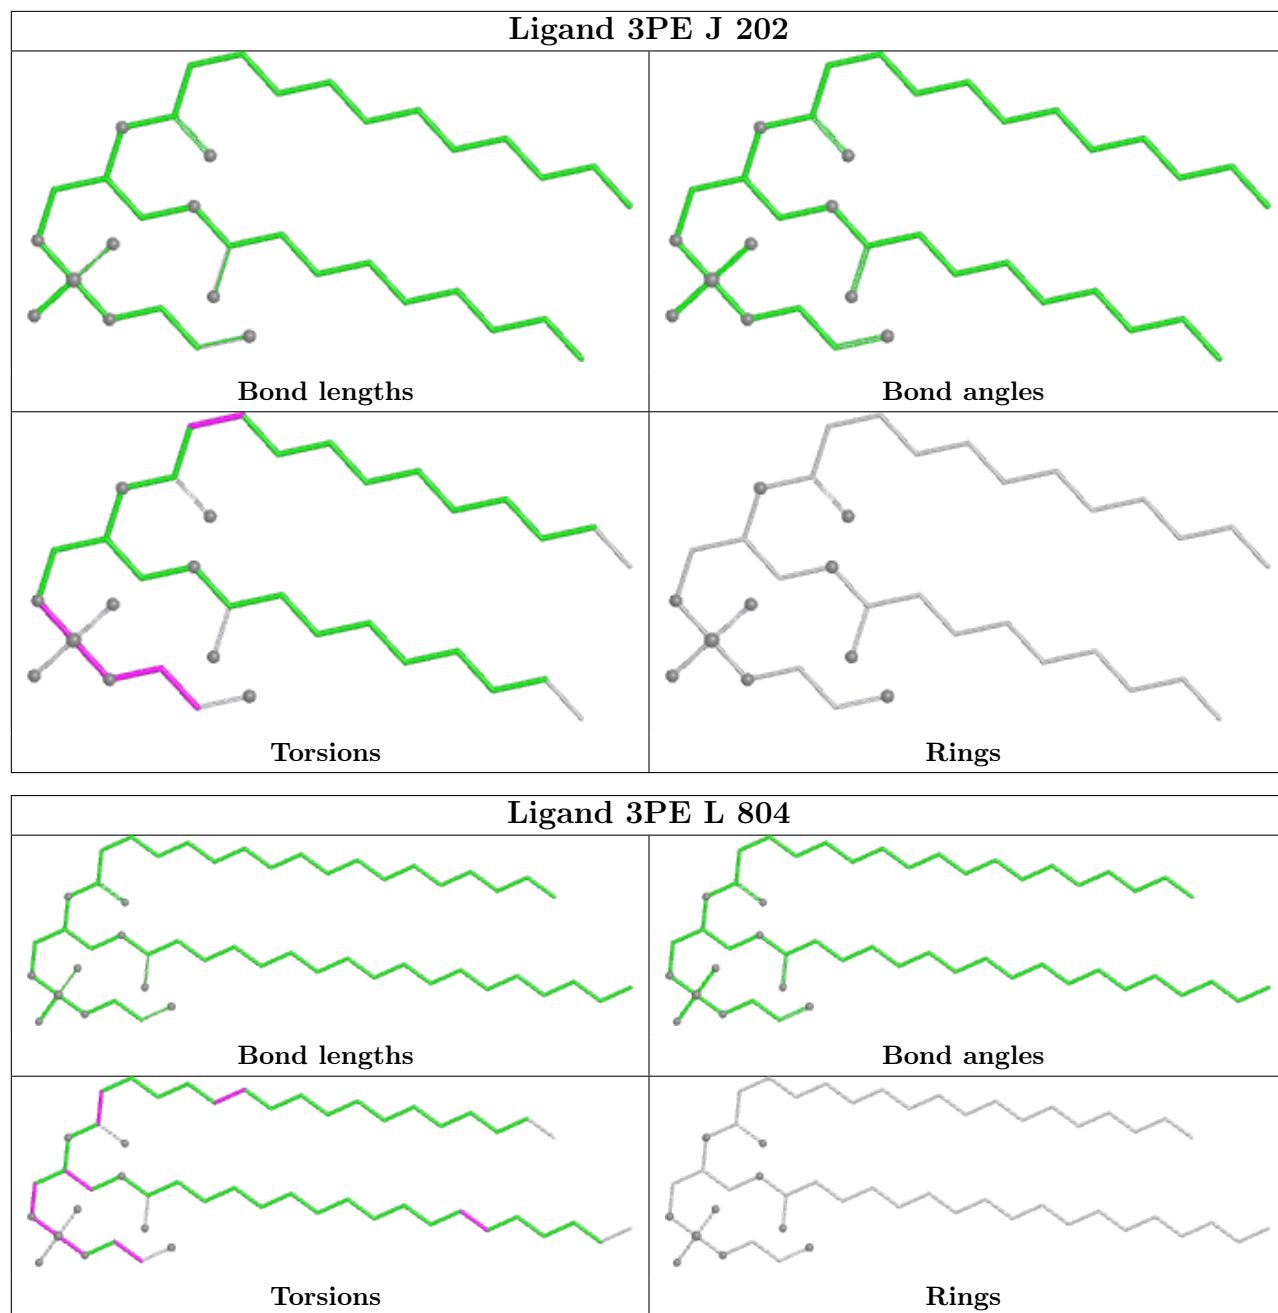 Ligand 3PE J 202
Bond lengths
Bond angles
Torsions
Rings
Ligand 3PE L 804
Bond lengths
Bond angles
Torsions
Rings